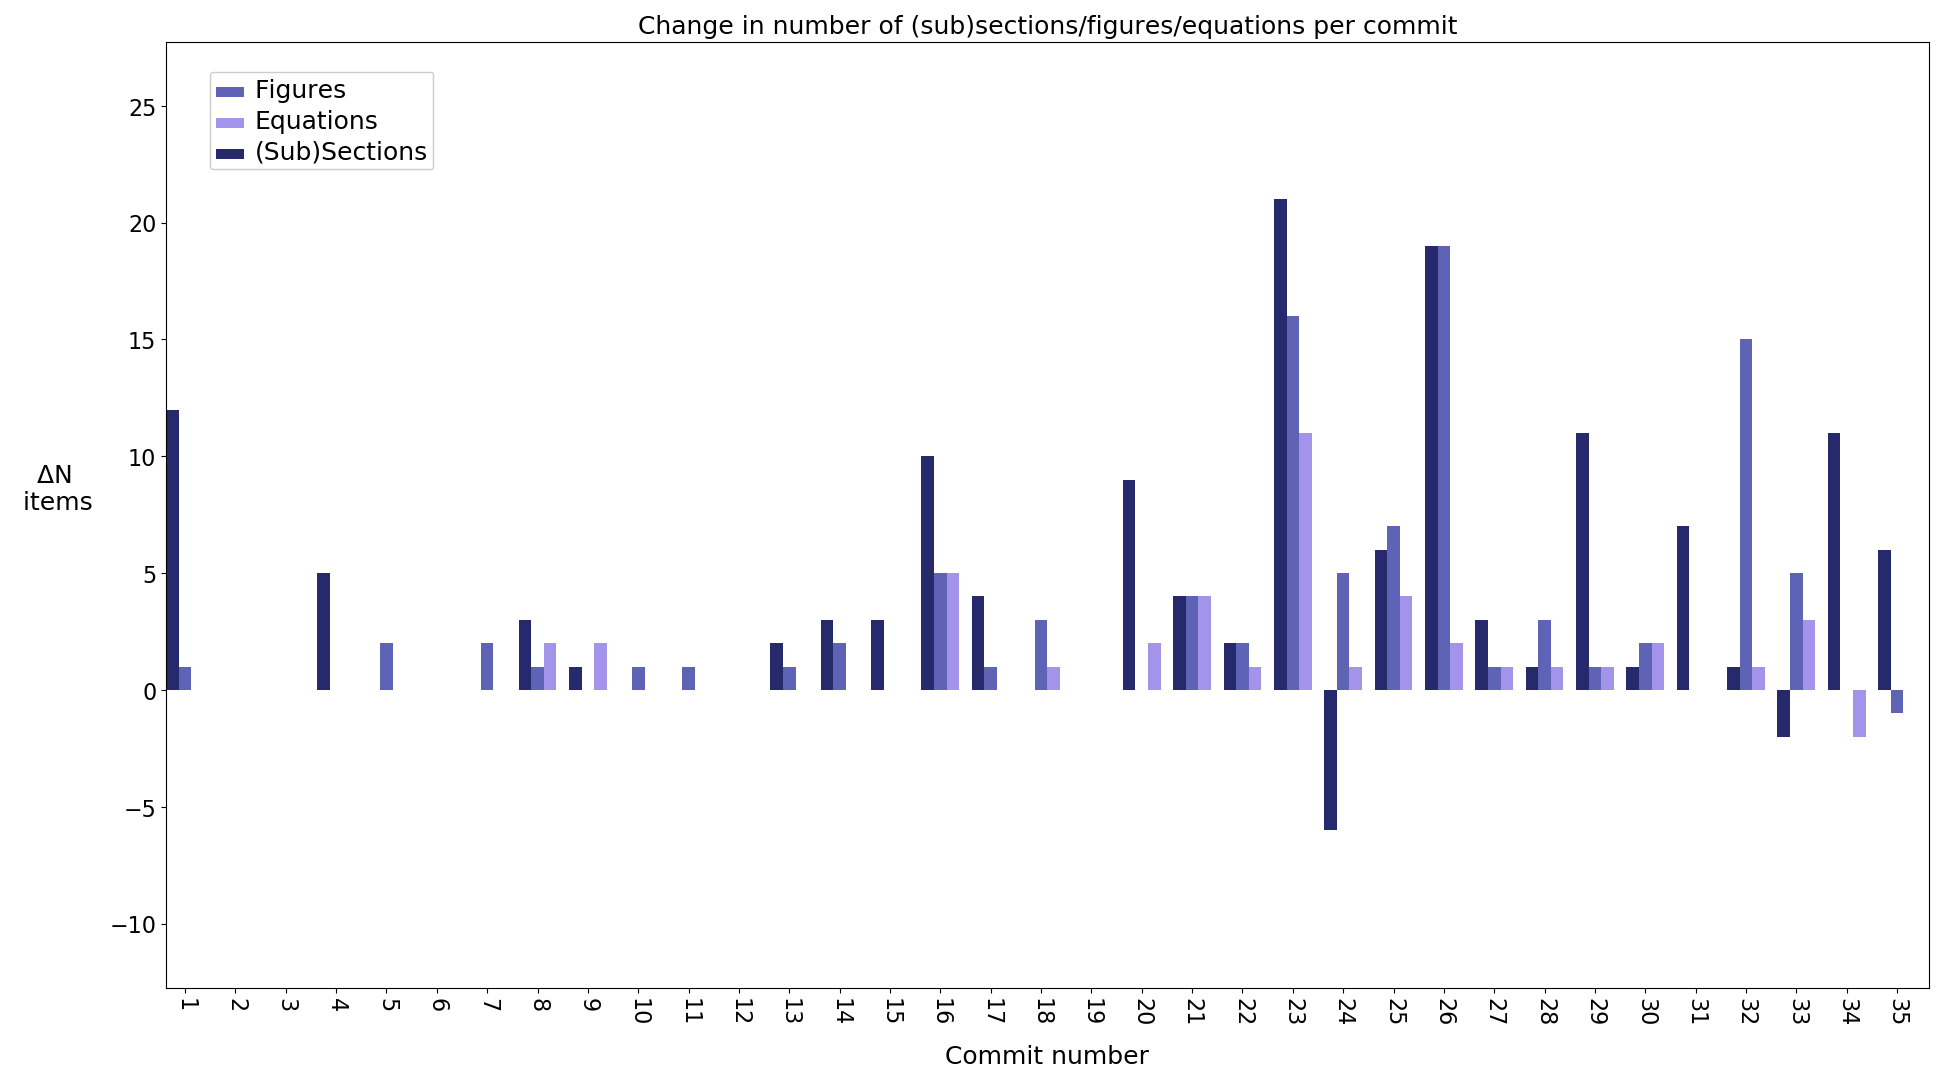 Change in number of (sub)sections/figures/equations per commit
Figures
Equations
(Sub)Sections
25
20
15
10
5
0
−5
−10
ΔN
items
1 2 3 4 5 6 7 8 9 10 11 12 13 14 15 16 17 18 19 20 21 22 23 24 25 26 27 28 29 30 31 32 33 34 35
Commit number